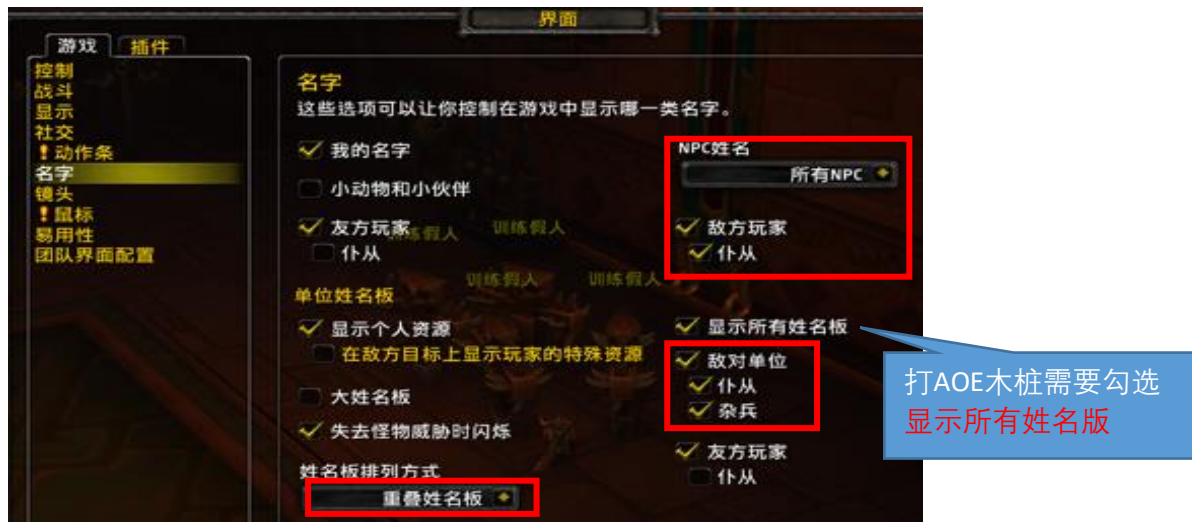 界面
游戏 插件
控制
战斗
显示
社交
!动作条
名字
镜头
!鼠标
易用性
团队界面配置
名字
这些选项可以让你控制在游戏中显示哪一类名字。
我的名字
小动物和小伙伴
友方玩家
仆从
NPC姓名
所有NPC
敌方玩家
仆从
训练假人
训练假人
训练假人
训练假人
单位姓名板
显示个人资源
在敌方目标上显示玩家的特殊资源
大姓名板
失去怪物威胁时闪烁
姓名板排列方式
重叠姓名板
显示所有姓名板
敌对单位
仆从
杂兵
友方玩家
仆从
打AOE木桩需要勾选
显示所有姓名版